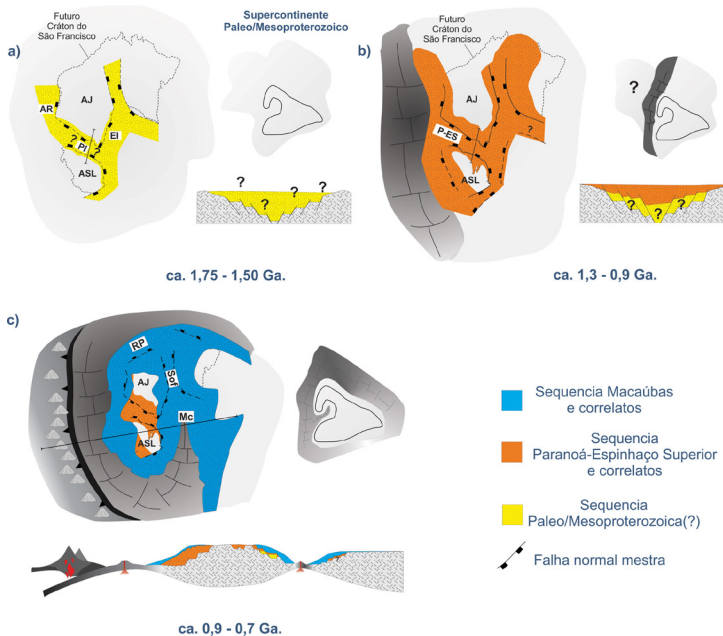 a)
Futuro
Cráton do
São Francisco
Supercontinente
Paleo/Mesoproterozoico
AR
AJ
EI
?
PI
?
ASL
? ? ? ?
? ?
ca. 1,75 - 1,50 Ga.
b)
Futuro
Cráton do
São Francisco
AJ
P-ES
?
ASL
?
? ? ?
ca. 1,3 - 0,9 Ga.
c)
RP
AJ
Sof
Mc
ASL
ca. 0,9 - 0,7 Ga.
Sequencia Macaúbas
e correlatos
Sequencia
Paranoá-Espinhaço Superior
e correlatos
Sequencia
Paleo/Mesoproterozoica(?)
Falha normal mestra